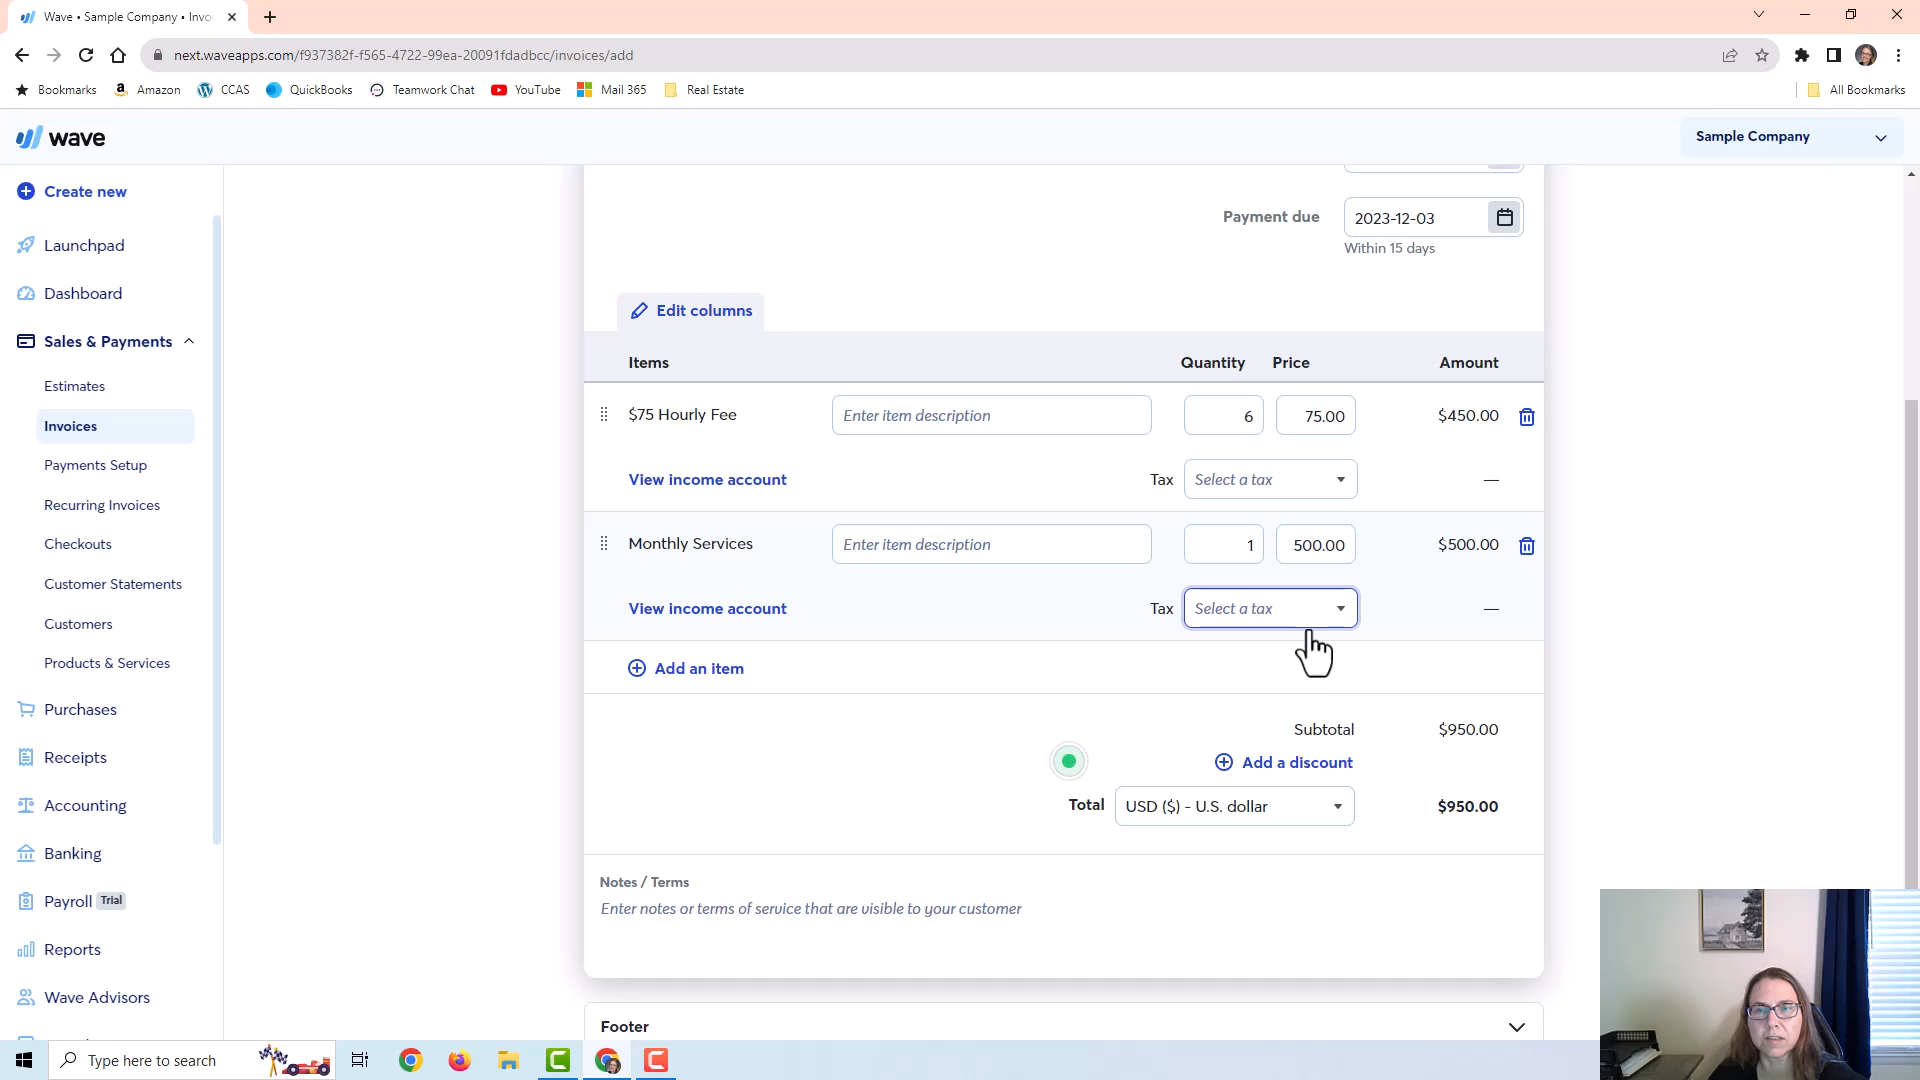 Wave • Sample Company • Invo
next.waveapps.com/f937382f-f565-4722-99ea-20091fdadbcc/invoices/add
Bookmarks
Amazon
CCAS
QuickBooks
Teamwork Chat
YouTube
Mail 365
Real Estate
All Bookmarks
wave
Sample Company
Create new
Launchpad
Dashboard
Sales & Payments
Estimates
Invoices
Payments Setup
Recurring Invoices
Checkouts
Customer Statements
Customers
Products & Services
Purchases
Receipts
Accounting
Banking
Payroll Trial
Reports
Wave Advisors
Payment due 2023-12-03
Within 15 days
Edit columns
Items Quantity Price Amount
$75 Hourly Fee Enter item description 6 75.00 $450.00
View income account Tax Select a tax —
Monthly Services Enter item description 1 500.00 $500.00
View income account Tax Select a tax —
Add an item
Subtotal $950.00
Add a discount
Total USD ($) - U.S. dollar $950.00
Notes / Terms
Enter notes or terms of service that are visible to your customer
Footer
Type here to search